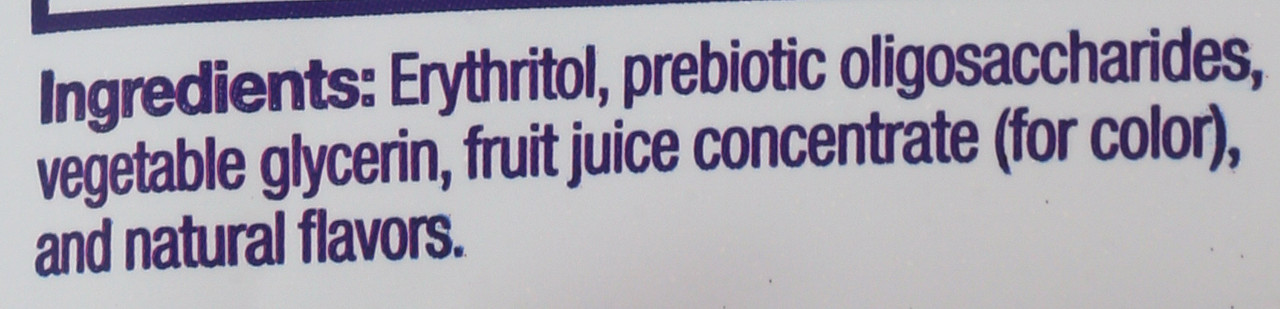 Ingredients: Erythritol, prebiotic oligosaccharides,
vegetable glycerin, fruit juice concentrate (for color),
and natural flavors.